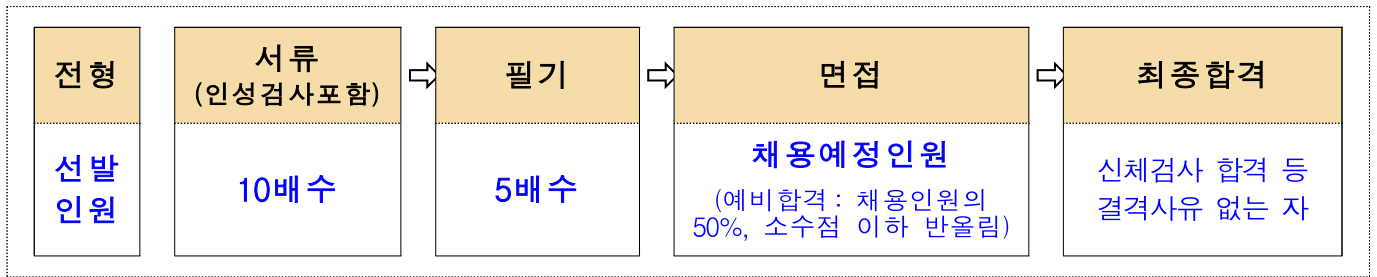 전형
서류
(인성검사포함)
필기
면접
최종합격
선발
인원
10배수
5배수
채용예정인원
(예비합격: 채용인원의
50%, 소수점 이하 반올림)
신체검사 합격 등
결격사유 없는 자